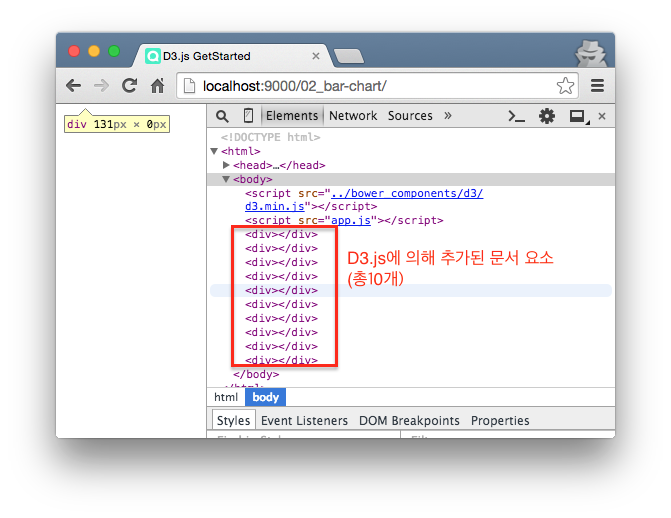 D3.js GetStarted
localhost:9000/02_bar-chart/
div 131px × 0px
Elements Network Sources »
<!DOCTYPE html>
<html>
<head>…</head>
<body>
<script src="../bower_components/d3/
d3.min.js"></script>
<script src="app.js"></script>
<div></div>
<div></div>
<div></div>
<div></div>
<div></div>
<div></div>
<div></div>
<div></div>
<div></div>
<div></div>
D3.js에 의해 추가된 문서 요소
(총10개)
</body>
</html>
html body
Styles Event Listeners DOM Breakpoints Properties
Find in Styles Filter